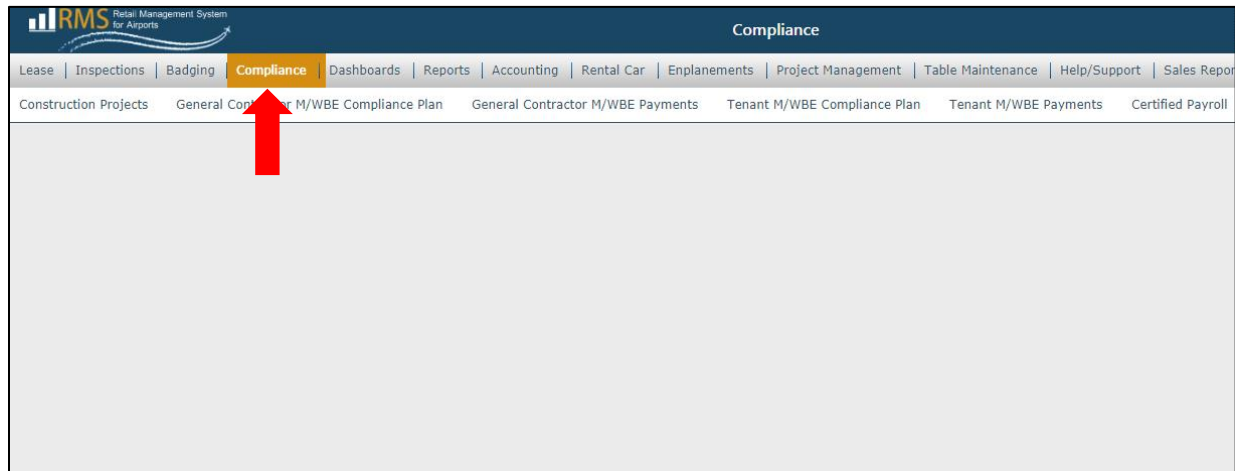 RMS Retail Management System
for Airports
Compliance
Lease | Inspections | Badging | Compliance | Dashboards | Reports | Accounting | Rental Car | Enplanements | Project Management | Table Maintenance | Help/Support | Sales Repor
Construction Projects General Contractor M/WBE Compliance Plan General Contractor M/WBE Payments Tenant M/WBE Compliance Plan Tenant M/WBE Payments Certified Payroll